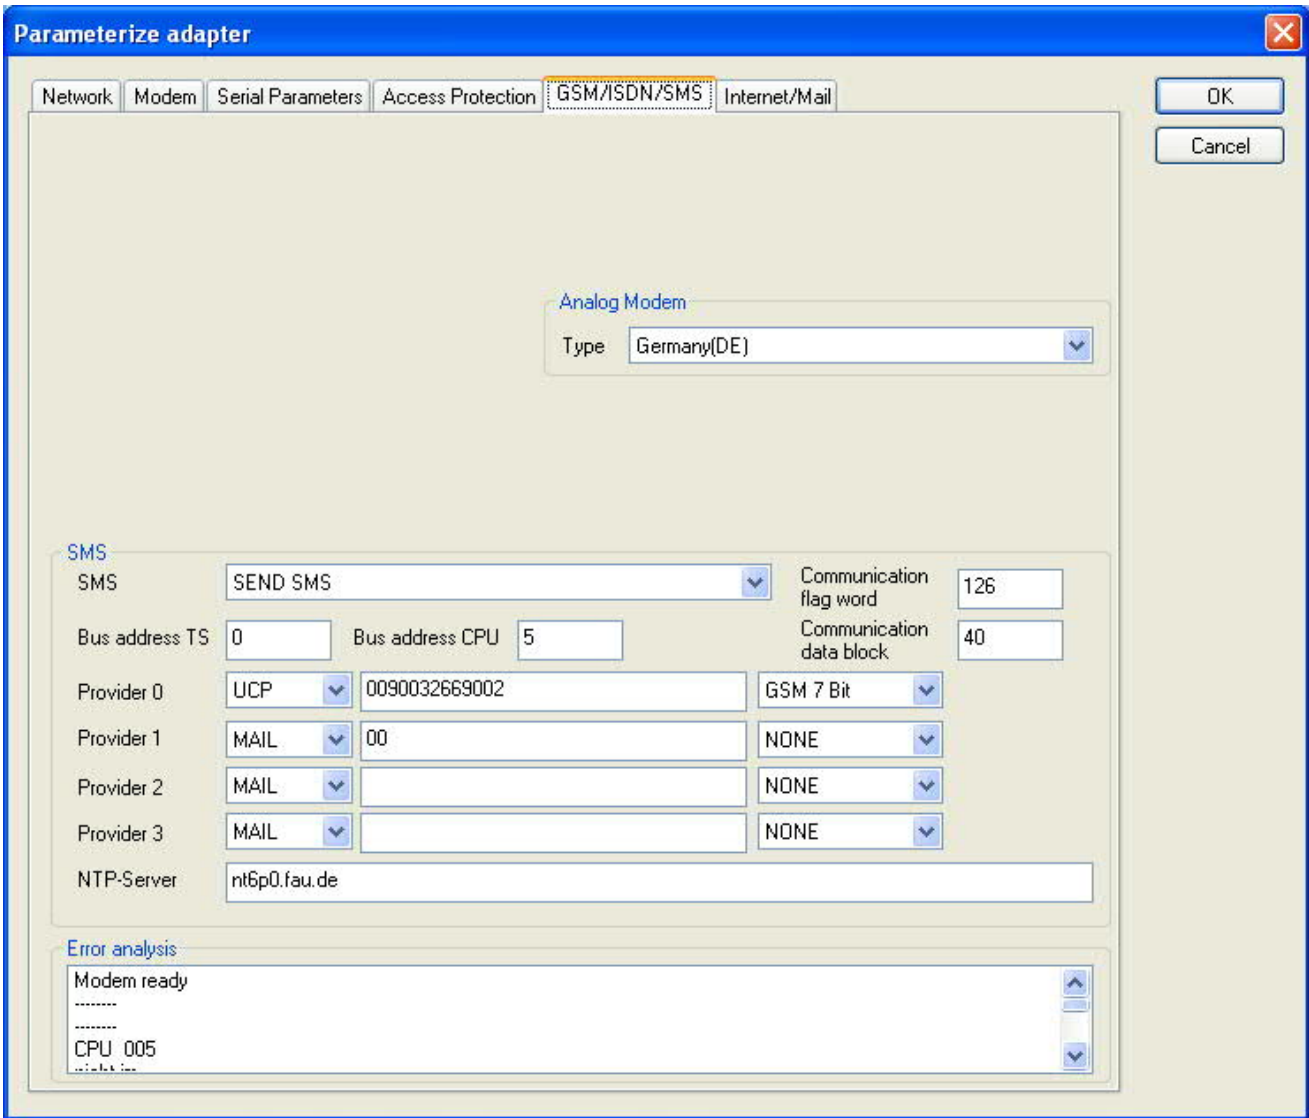 Parameterize adapter
Network Modem Serial Parameters Access Protection GSM/ISDN/SMS Internet/Mail
OK
Cancel
Analog Modem
Type Germany(DE)
SMS
SMS SEND SMS Communication flag word 126
Bus address TS 0 Bus address CPU 5 Communication data block 40
Provider 0 UCP 0090032669002 GSM 7 Bit
Provider 1 MAIL 00 NONE
Provider 2 MAIL NONE
Provider 3 MAIL NONE
NTP-Server nt6p0.fau.de
Error analysis
Modem ready
--------
--------
CPU 005